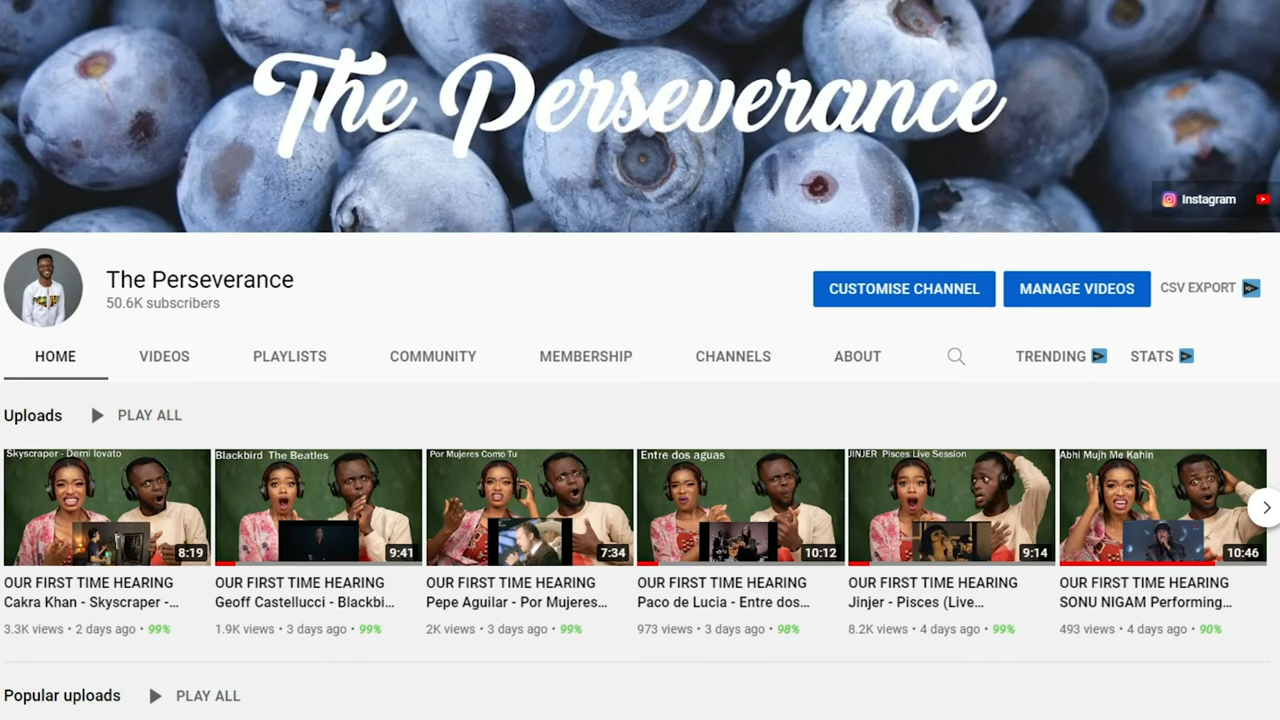 The Perseverance
Instagram
The Perseverance
50.6K subscribers
CUSTOMISE CHANNEL
MANAGE VIDEOS
CSV EXPORT
HOME
VIDEOS
PLAYLISTS
COMMUNITY
MEMBERSHIP
CHANNELS
ABOUT
TRENDING
STATS
Uploads
PLAY ALL
Skyscraper - Demi lovato
8:19
OUR FIRST TIME HEARING
Cakra Khan - Skyscraper -...
3.3K views • 2 days ago • 99%
Blackbird The Beatles
9:41
OUR FIRST TIME HEARING
Geoff Castellucci - Blackbi...
1.9K views • 3 days ago • 99%
Por Mujeres Como Tu
7:34
OUR FIRST TIME HEARING
Pepe Aguilar - Por Mujeres...
2K views • 3 days ago • 99%
Entre dos aguas
10:12
OUR FIRST TIME HEARING
Paco de Lucia - Entre dos...
973 views • 3 days ago • 98%
JINJER Pisces Live Session
9:14
OUR FIRST TIME HEARING
Jinjer - Pisces (Live...
8.2K views • 4 days ago • 99%
Abhi Mujh Me Kahin
10:46
OUR FIRST TIME HEARING
SONU NIGAM Performing...
493 views • 4 days ago • 90%
Popular uploads
PLAY ALL